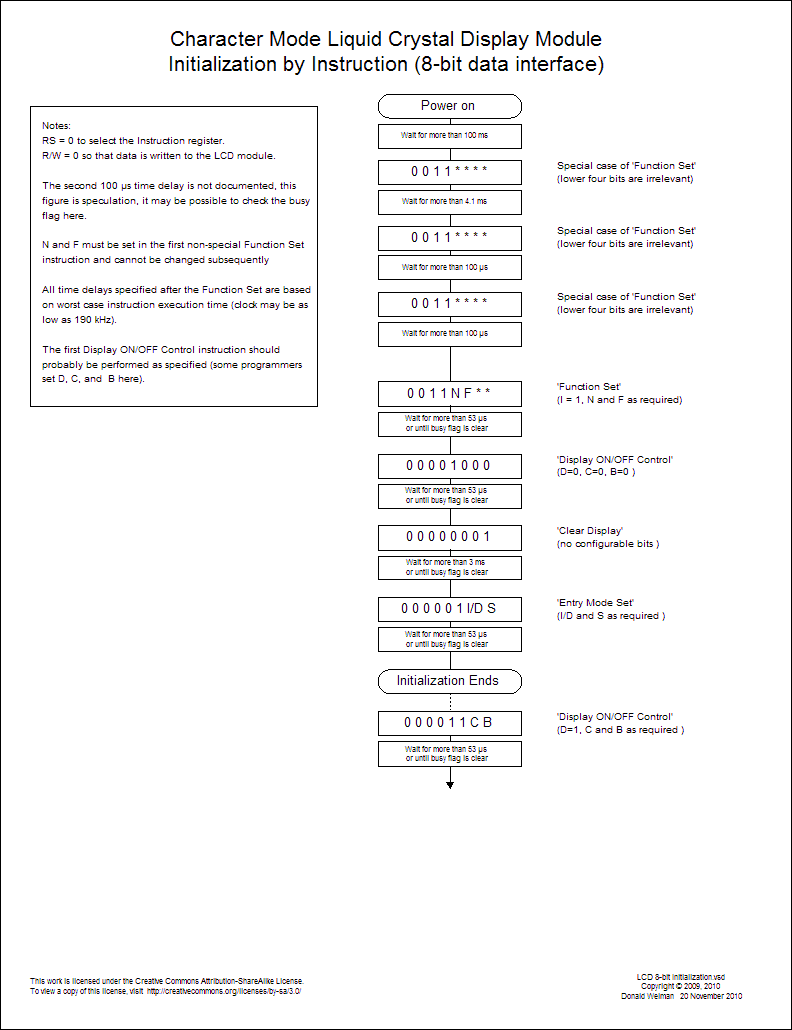 Character Mode Liquid Crystal Display Module
Initialization by Instruction (8-bit data interface)
Notes:
RS = 0 to select the Instruction register.
R/W = 0 so that data is written to the LCD module.
The second 100 µs time delay is not documented, this
figure is speculation, it may be possible to check the busy
flag here.
N and F must be set in the first non-special Function Set
instruction and cannot be changed subsequently
All time delays specified after the Function Set are based
on worst case instruction execution time (clock may be as
low as 190 kHz).
The first Display ON/OFF Control instruction should
probably be performed as specified (some programmers
set D, C, and B here).
Power on
Wait for more than 100 ms
0 0 1 1 * * * *
Special case of 'Function Set'
(lower four bits are irrelevant)
Wait for more than 4.1 ms
0 0 1 1 * * * *
Special case of 'Function Set'
(lower four bits are irrelevant)
Wait for more than 100 µs
0 0 1 1 * * * *
Special case of 'Function Set'
(lower four bits are irrelevant)
Wait for more than 100 µs
0 0 1 1 N F * *
'Function Set'
(I = 1, N and F as required)
Wait for more than 53 µs
or until busy flag is clear
0 0 0 0 1 0 0 0
'Display ON/OFF Control'
(D=0, C=0, B=0 )
Wait for more than 53 µs
or until busy flag is clear
0 0 0 0 0 0 0 1
'Clear Display'
(no configurable bits )
Wait for more than 3 ms
or until busy flag is clear
0 0 0 0 0 1 I/D S
'Entry Mode Set'
(I/D and S as required )
Wait for more than 53 µs
or until busy flag is clear
Initialization Ends
0 0 0 0 1 1 C B
'Display ON/OFF Control'
(D=1, C and B as required )
Wait for more than 53 µs
or until busy flag is clear
This work is licensed under the Creative Commons Attribution-ShareAlike License.
To view a copy of this license, visit http://creativecommons.org/licenses/by-sa/3.0/
LCD 8-bit initialization.vsd
Copyright © 2009, 2010
Donald Weiman 20 November 2010